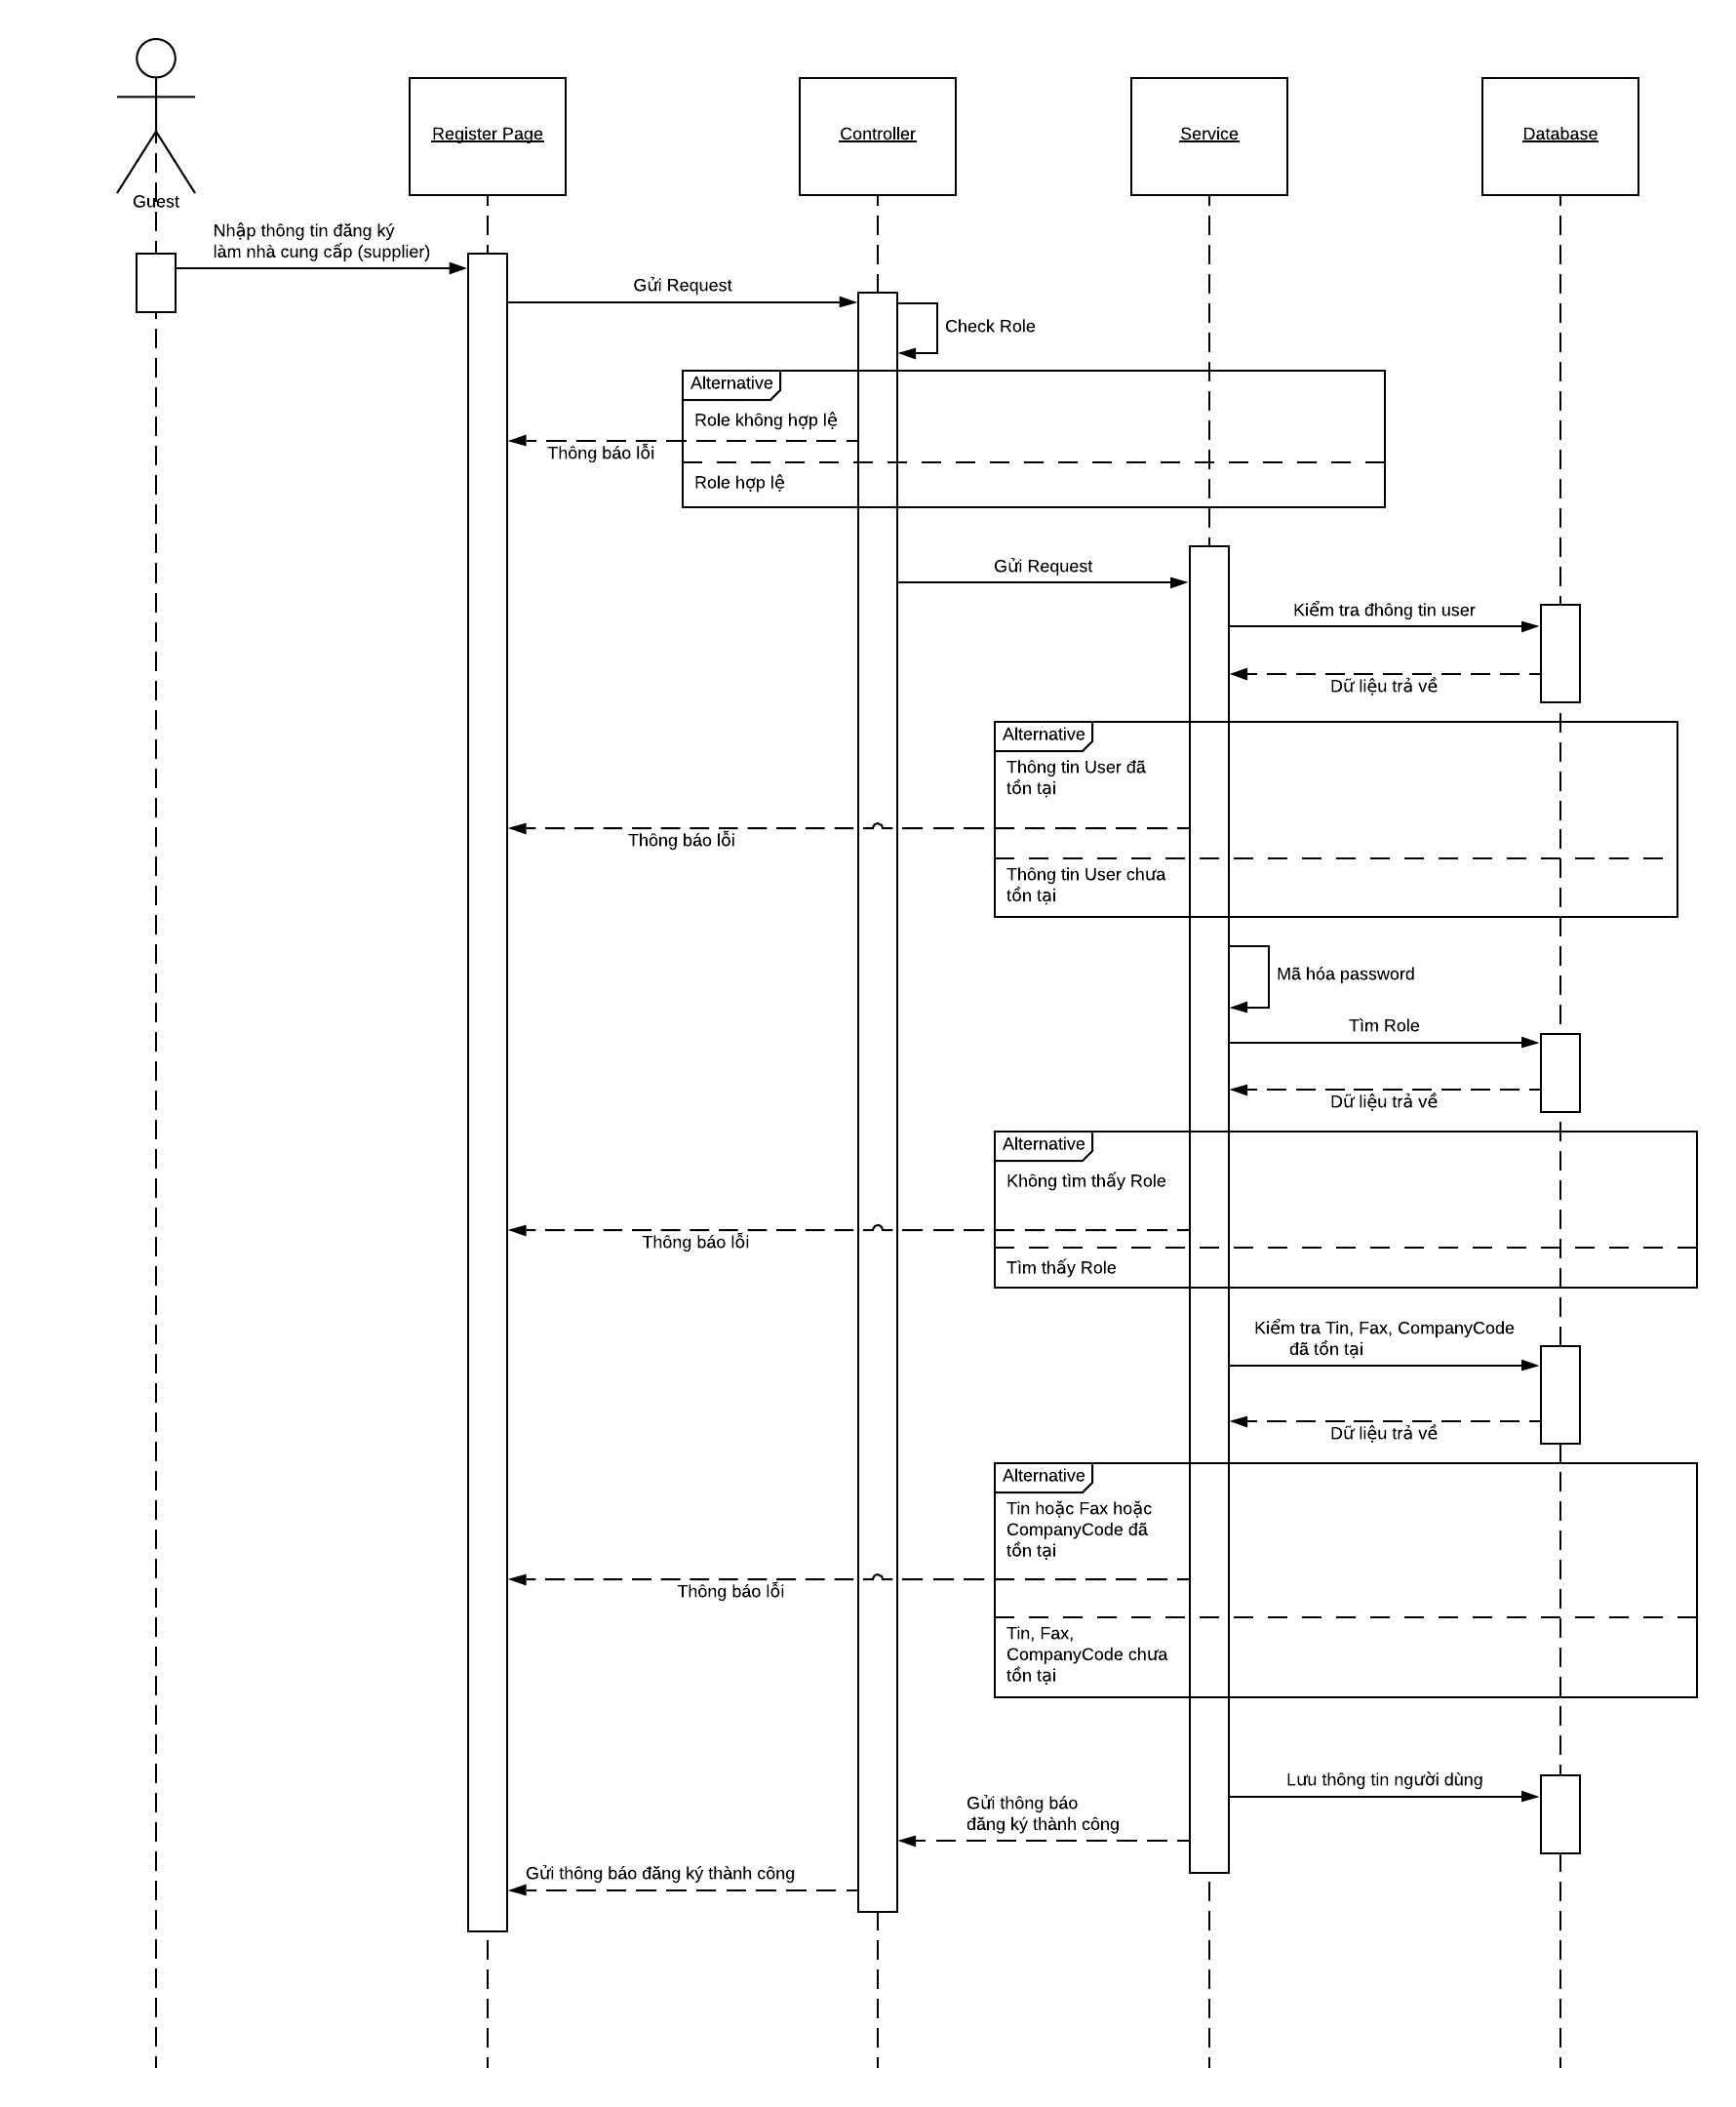 Guest
Register Page
Controller
Service
Database
Nhập thông tin đăng ký
làm nhà cung cấp (supplier)
Gửi Request
Check Role
Alternative
Role không hợp lệ
Thông báo lỗi
Role hợp lệ
Gửi Request
Kiểm tra đhông tin user
Dữ liệu trả về
Alternative
Thông tin User đã
tồn tại
Thông báo lỗi
Thông tin User chưa
tồn tại
Mã hóa password
Tìm Role
Dữ liệu trả về
Alternative
Không tìm thấy Role
Thông báo lỗi
Tìm thấy Role
Kiểm tra Tin, Fax, CompanyCode
đã tồn tại
Dữ liệu trả về
Alternative
Tin hoặc Fax hoặc
CompanyCode đã
tồn tại
Thông báo lỗi
Tin, Fax,
CompanyCode chưa
tồn tại
Lưu thông tin người dùng
Gửi thông báo
đăng ký thành công
Gửi thông báo đăng ký thành công